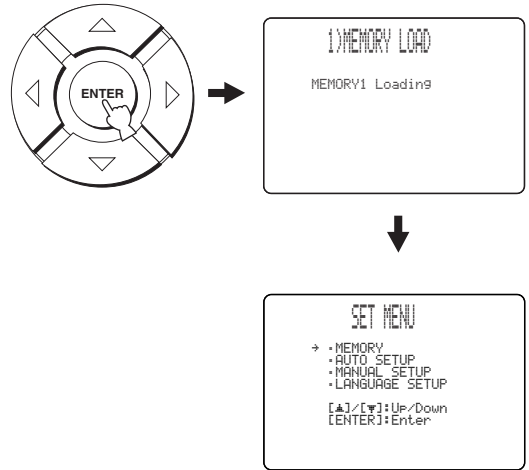 ENTER
1)MEMORY LOAD
MEMORY1 Loading
SET MENU
→ ·MEMORY
·AUTO SETUP
·MANUAL SETUP
·LANGUAGE SETUP
[▲]/[▼]:Up/Down
[ENTER]:Enter